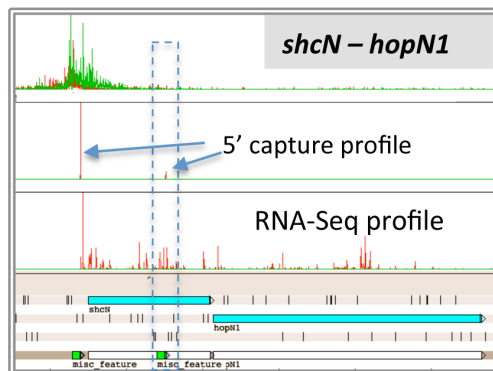 shcN – hopN1
5’ capture profile
RNA-Seq profile
shcN
hopN1
misc_feature
misc_feature
pN1